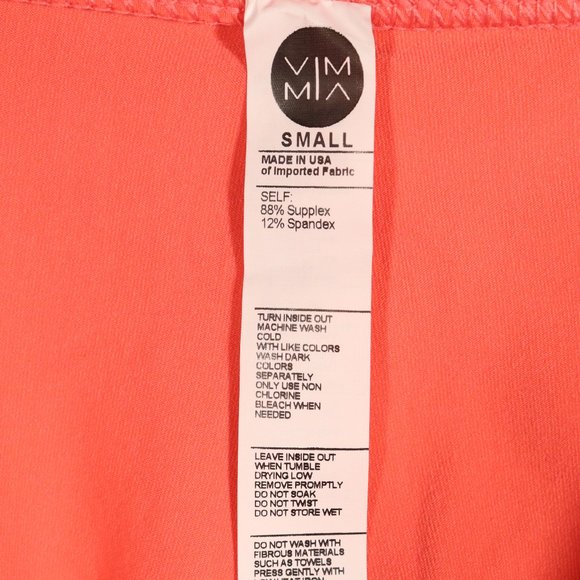 VIM
MIA
SMALL
MADE IN USA
of Imported Fabric
SELF:
88% Supplex
12% Spandex
TURN INSIDE OUT
MACHINE WASH
COLD
WITH LIKE COLORS
WASH DARK
COLORS
SEPARATELY
ONLY USE NON
CHLORINE
BLEACH WHEN
NEEDED
LEAVE INSIDE OUT
WHEN TUMBLE
DRYING LOW
REMOVE PROMPTLY
DO NOT SOAK
DO NOT TWIST
DO NOT STORE WET
DO NOT WASH WITH
FIBROUS MATERIALS
SUCH AS TOWELS
PRESS GENTLY WITH